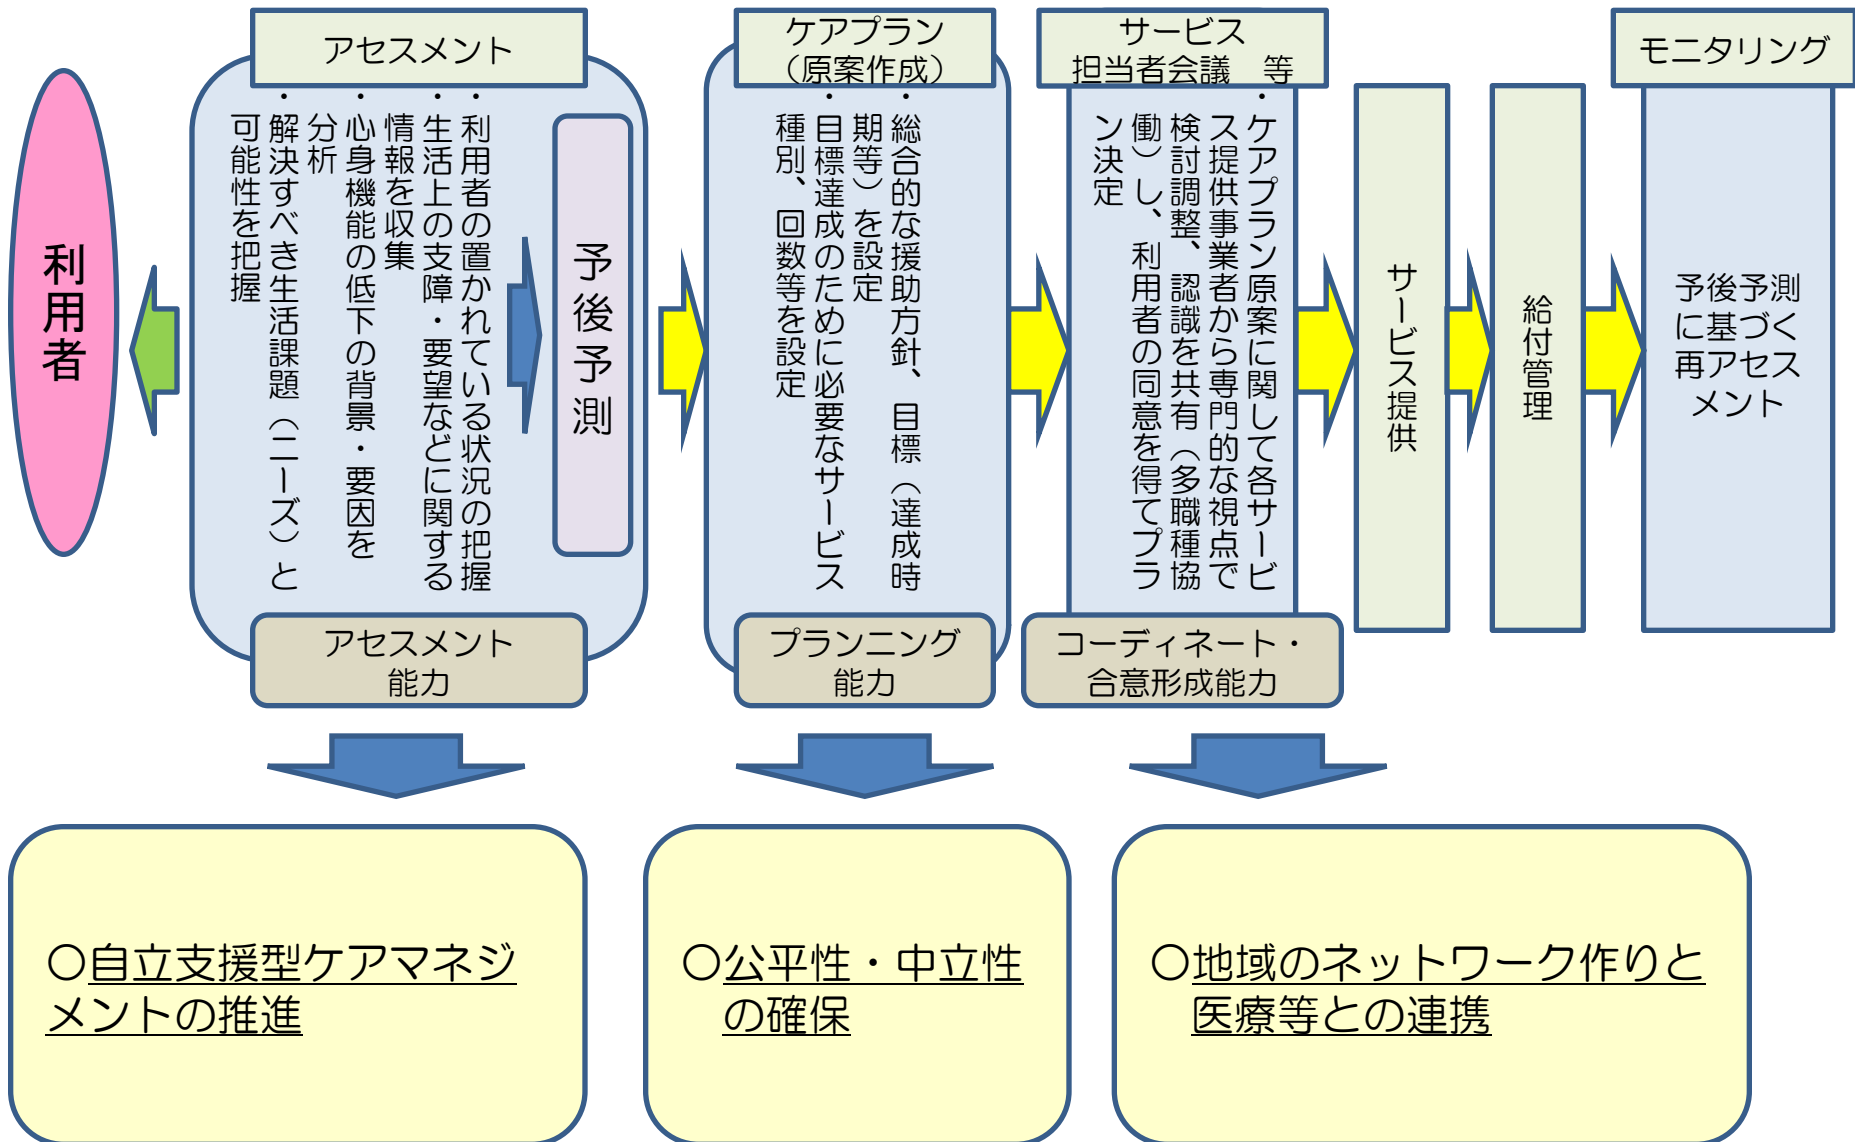 利用者
アセスメント
・利用者の置かれている状況の把握
・生活上の支障・要望などに関する
情報を収集
・心身機能の低下の背景・要因を
分析
・解決すべき生活課題（ニーズ）と
可能性を把握
予後予測
アセスメント
能力
ケアプラン
（原案作成）
・総合的な援助方針、目標（達成時
期等）を設定
・目標達成のために必要なサービス
種別、回数等を設定
プランニング
能力
サービス
担当者会議　等
・ケアプラン原案に関して各サービ
ス提供事業者から専門的な視点で
検討調整、認識を共有（多職種協
働）し、利用者の同意を得てプラ
ン決定
コーディネート・
合意形成能力
サービス提供
給付管理
モニタリング
予後予測
に基づく
再アセス
メント
〇自立支援型ケアマネジ
メントの推進
〇公平性・中立性
の確保
〇地域のネットワーク作りと
医療等との連携